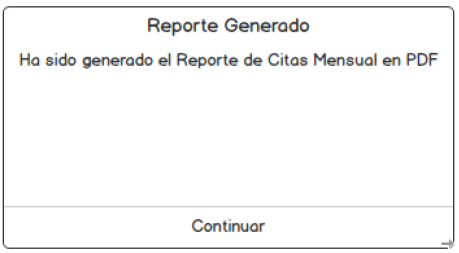 Reporte Generado
Ha sido generado el Reporte de Citas Mensual en PDF
Continuar